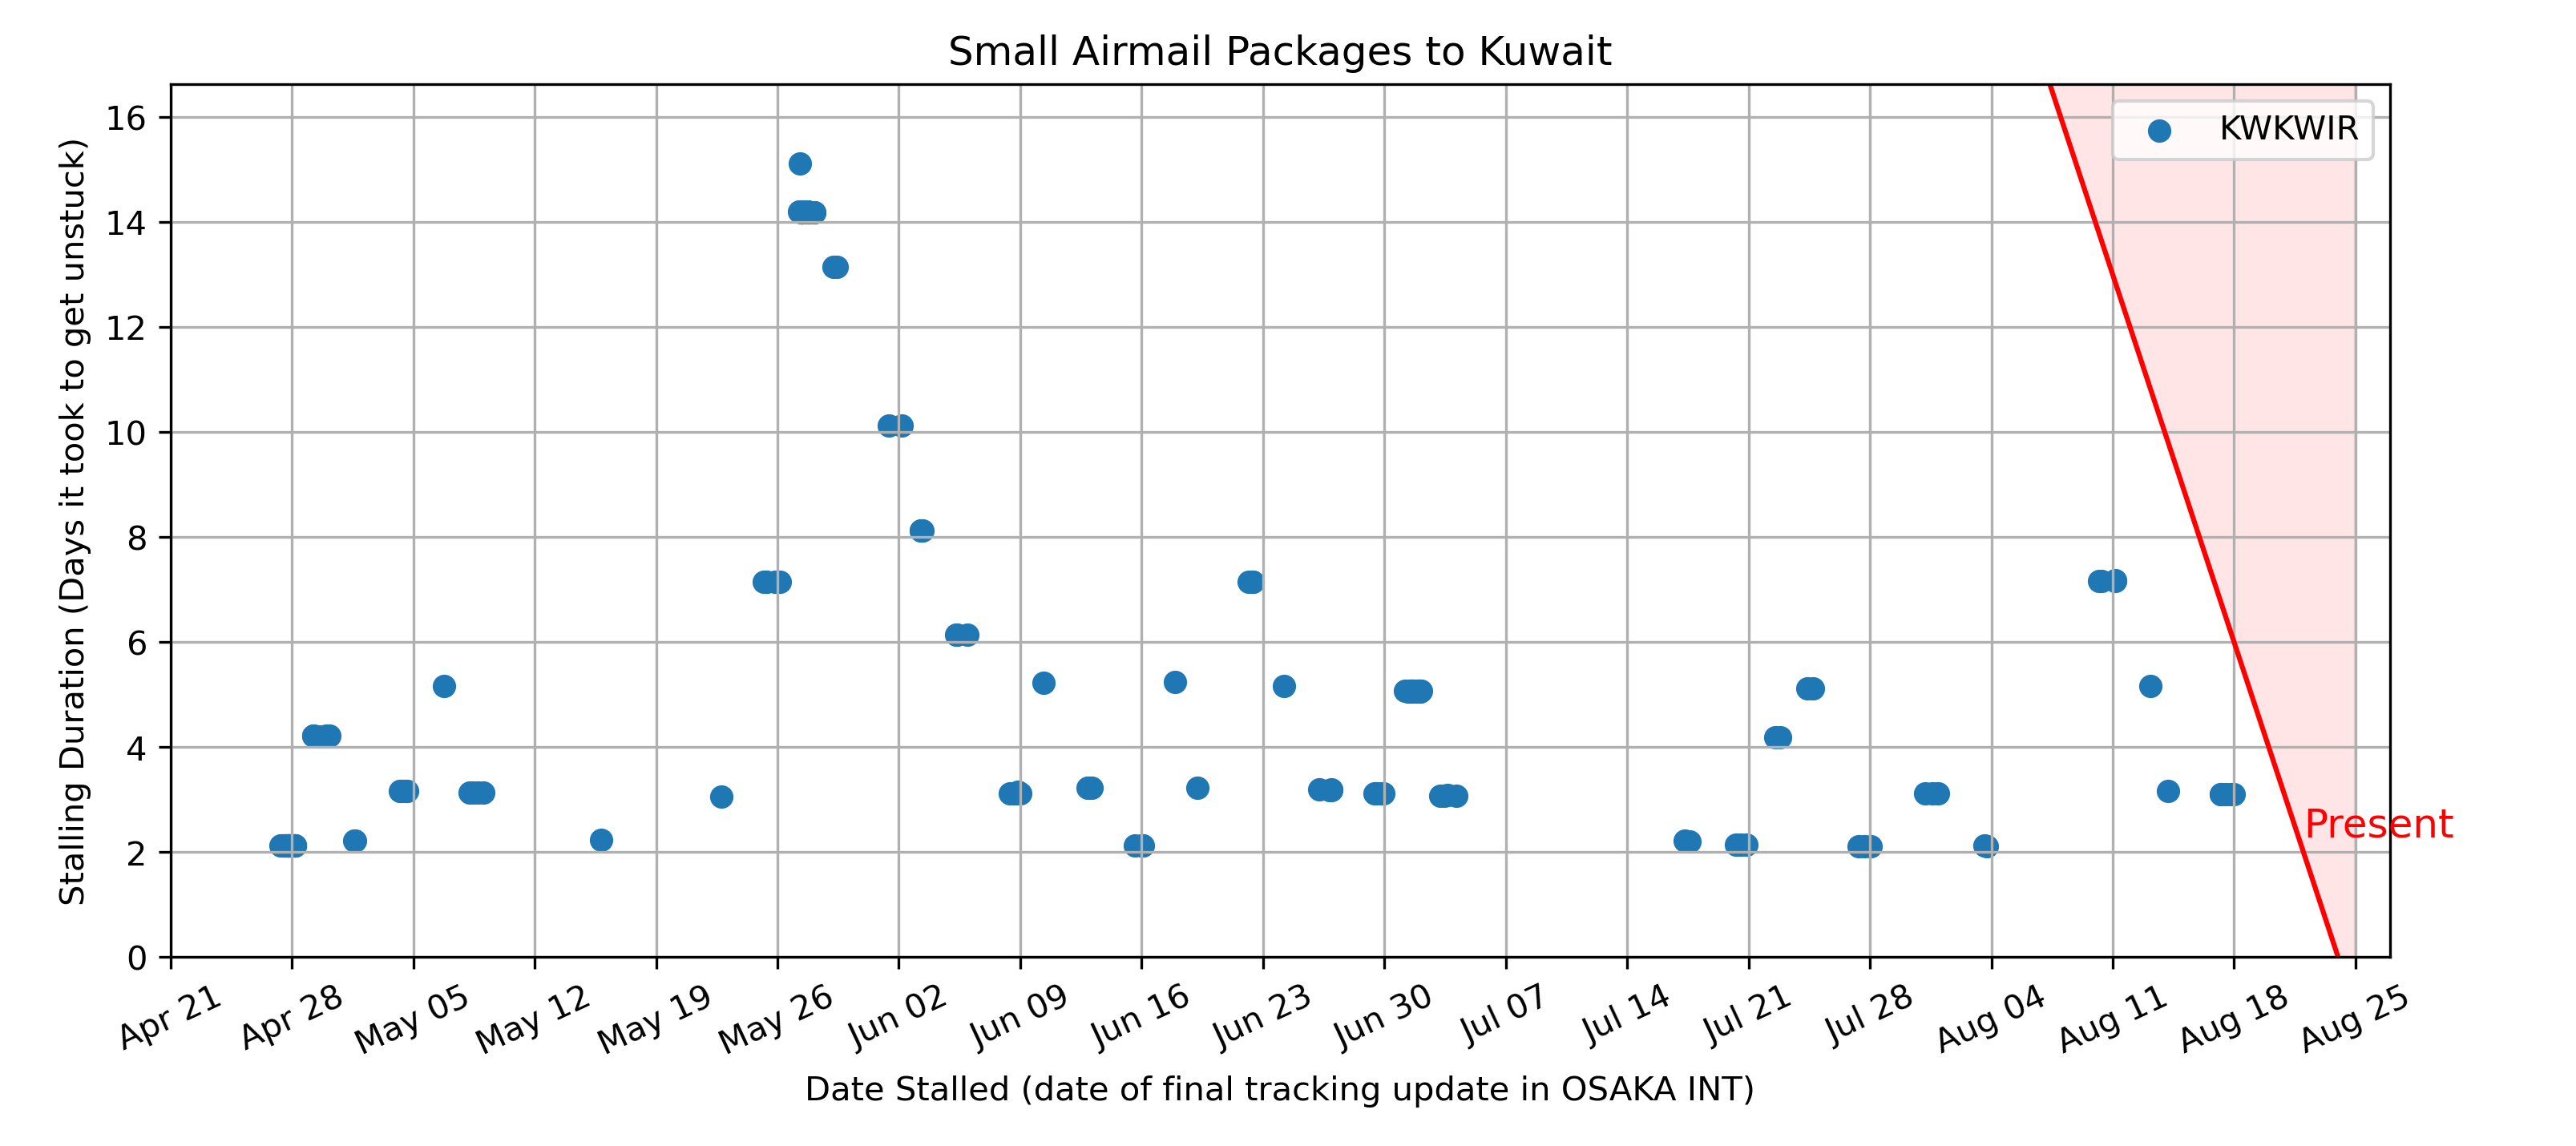 Small Airmail Packages to Kuwait
KWKWIR
Stalling Duration (Days it took to get unstuck)
16
14
12
10
8
6
4
2
0
Present
Apr 21 Apr 28 May 05 May 12 May 19 May 26 Jun 02 Jun 09 Jun 16 Jun 23 Jun 30 Jul 07 Jul 14 Jul 21 Jul 28 Aug 04 Aug 11 Aug 18 Aug 25
Date Stalled (date of final tracking update in OSAKA INT)